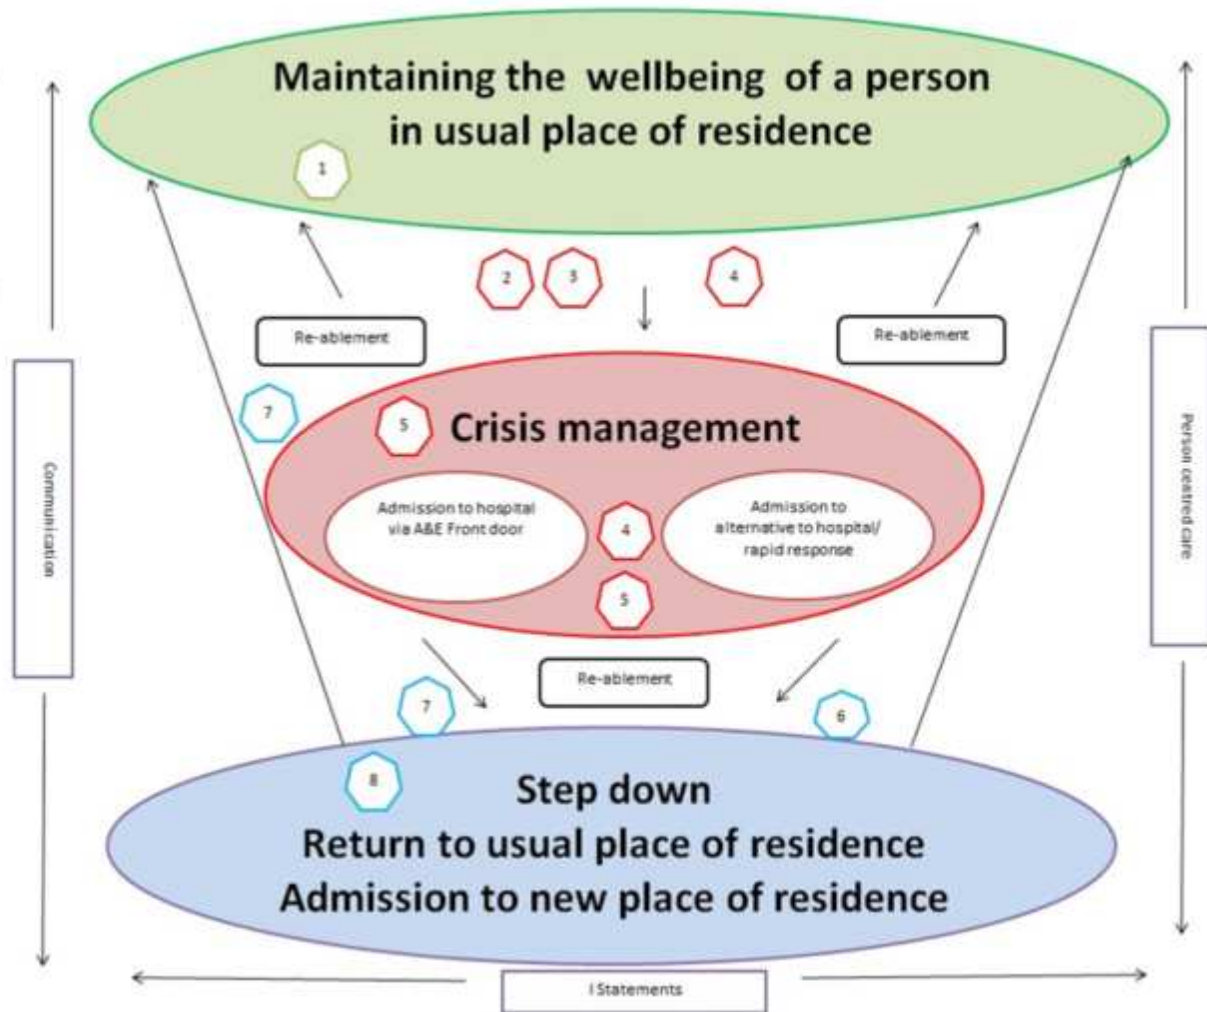 Maintaining the wellbeing of a person
in usual place of residence
1
2
3
4
Re-ablement
Re-ablement
Communication
Person centred care
7
5
Crisis management
Admission to hospital
via A&E Front door
4
Admission to
alternative to hospital/
rapid response
5
Re-ablement
7
6
8
Step down
Return to usual place of residence
Admission to new place of residence
I Statements